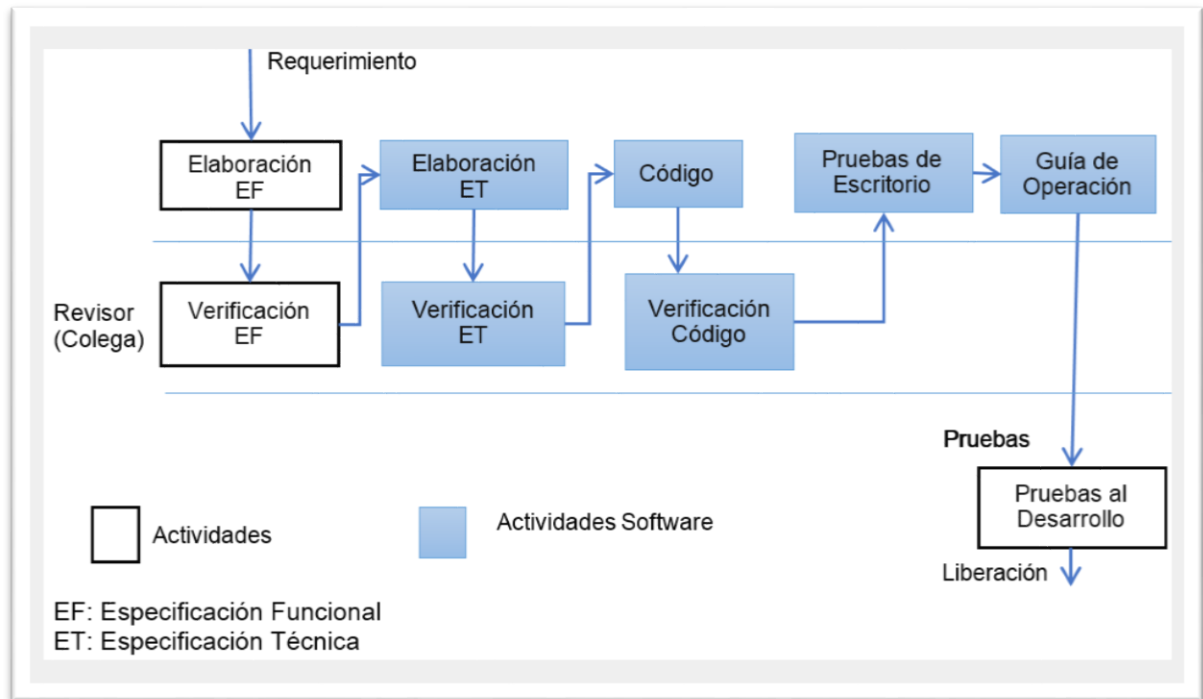 Requerimiento
Elaboración
EF
Elaboración
ET
Código
Pruebas de
Escritorio
Guía de
Operación
Revisor
(Colega)
Verificación
EF
Verificación
ET
Verificación
Código
Pruebas
Pruebas al
Desarrollo
Liberación
Actividades
Actividades Software
EF: Especificación Funcional
ET: Especificación Técnica